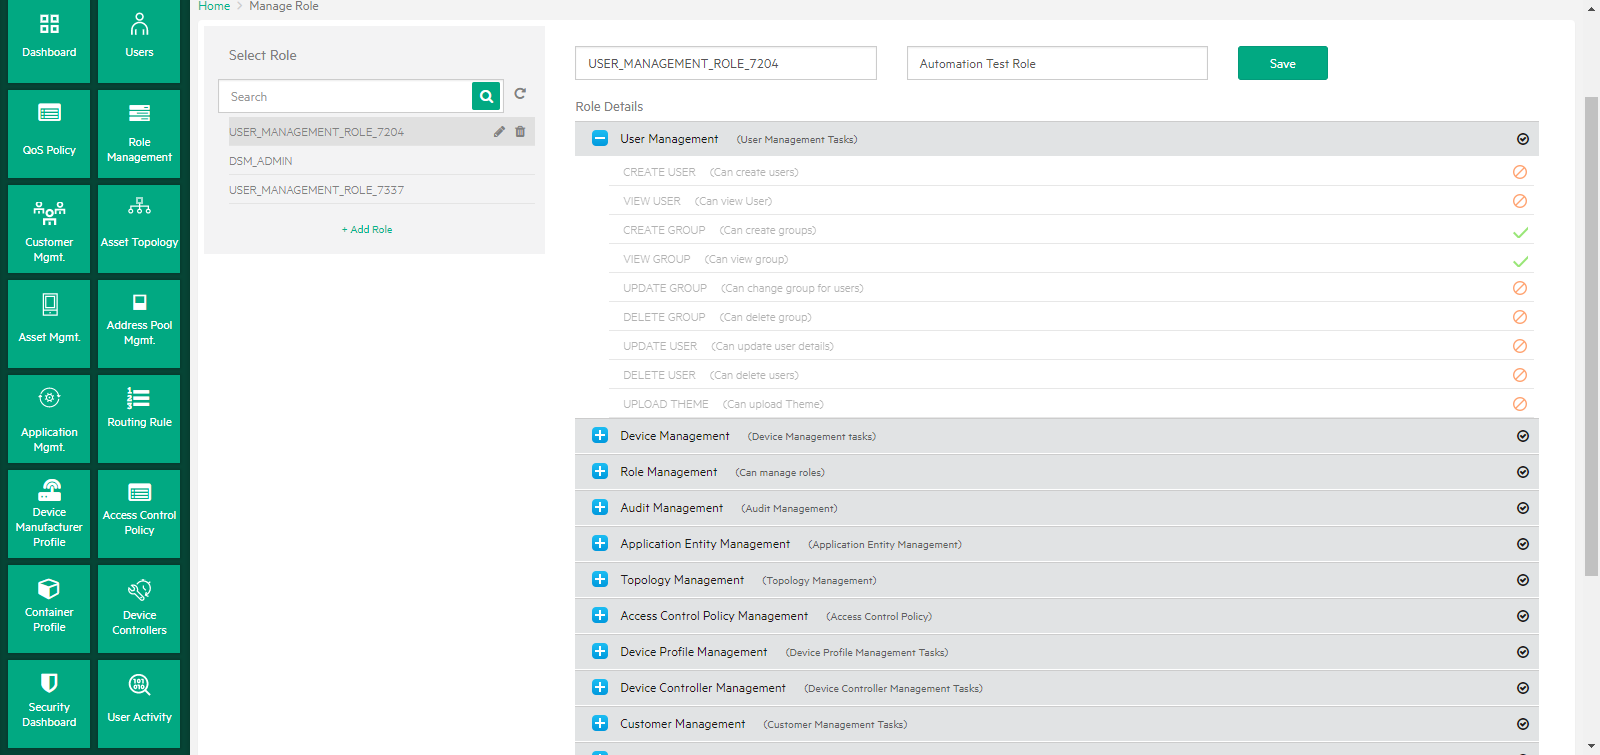 Home > Manage Role
Dashboard
Users
QoS Policy
Role
Management
Customer
Mgmt.
Asset Topology
Asset Mgmt.
Address Pool
Mgmt.
Application
Mgmt.
Routing Rule
Device
Manufacturer
Profile
Access Control
Policy
Container
Profile
Device
Controllers
Security
Dashboard
User Activity
Select Role
Search
USER_MANAGEMENT_ROLE_7204
DSM_ADMIN
USER_MANAGEMENT_ROLE_7337
+ Add Role
USER_MANAGEMENT_ROLE_7204
Automation Test Role
Save
Role Details
User Management (User Management Tasks)
CREATE USER (Can create users)
VIEW USER (Can view User)
CREATE GROUP (Can create groups)
VIEW GROUP (Can view group)
UPDATE GROUP (Can change group for users)
DELETE GROUP (Can delete group)
UPDATE USER (Can update user details)
DELETE USER (Can delete users)
UPLOAD THEME (Can upload Theme)
Device Management (Device Management tasks)
Role Management (Can manage roles)
Audit Management (Audit Management)
Application Entity Management (Application Entity Management)
Topology Management (Topology Management)
Access Control Policy Management (Access Control Policy)
Device Profile Management (Device Profile Management Tasks)
Device Controller Management (Device Controller Management Tasks)
Customer Management (Customer Management Tasks)